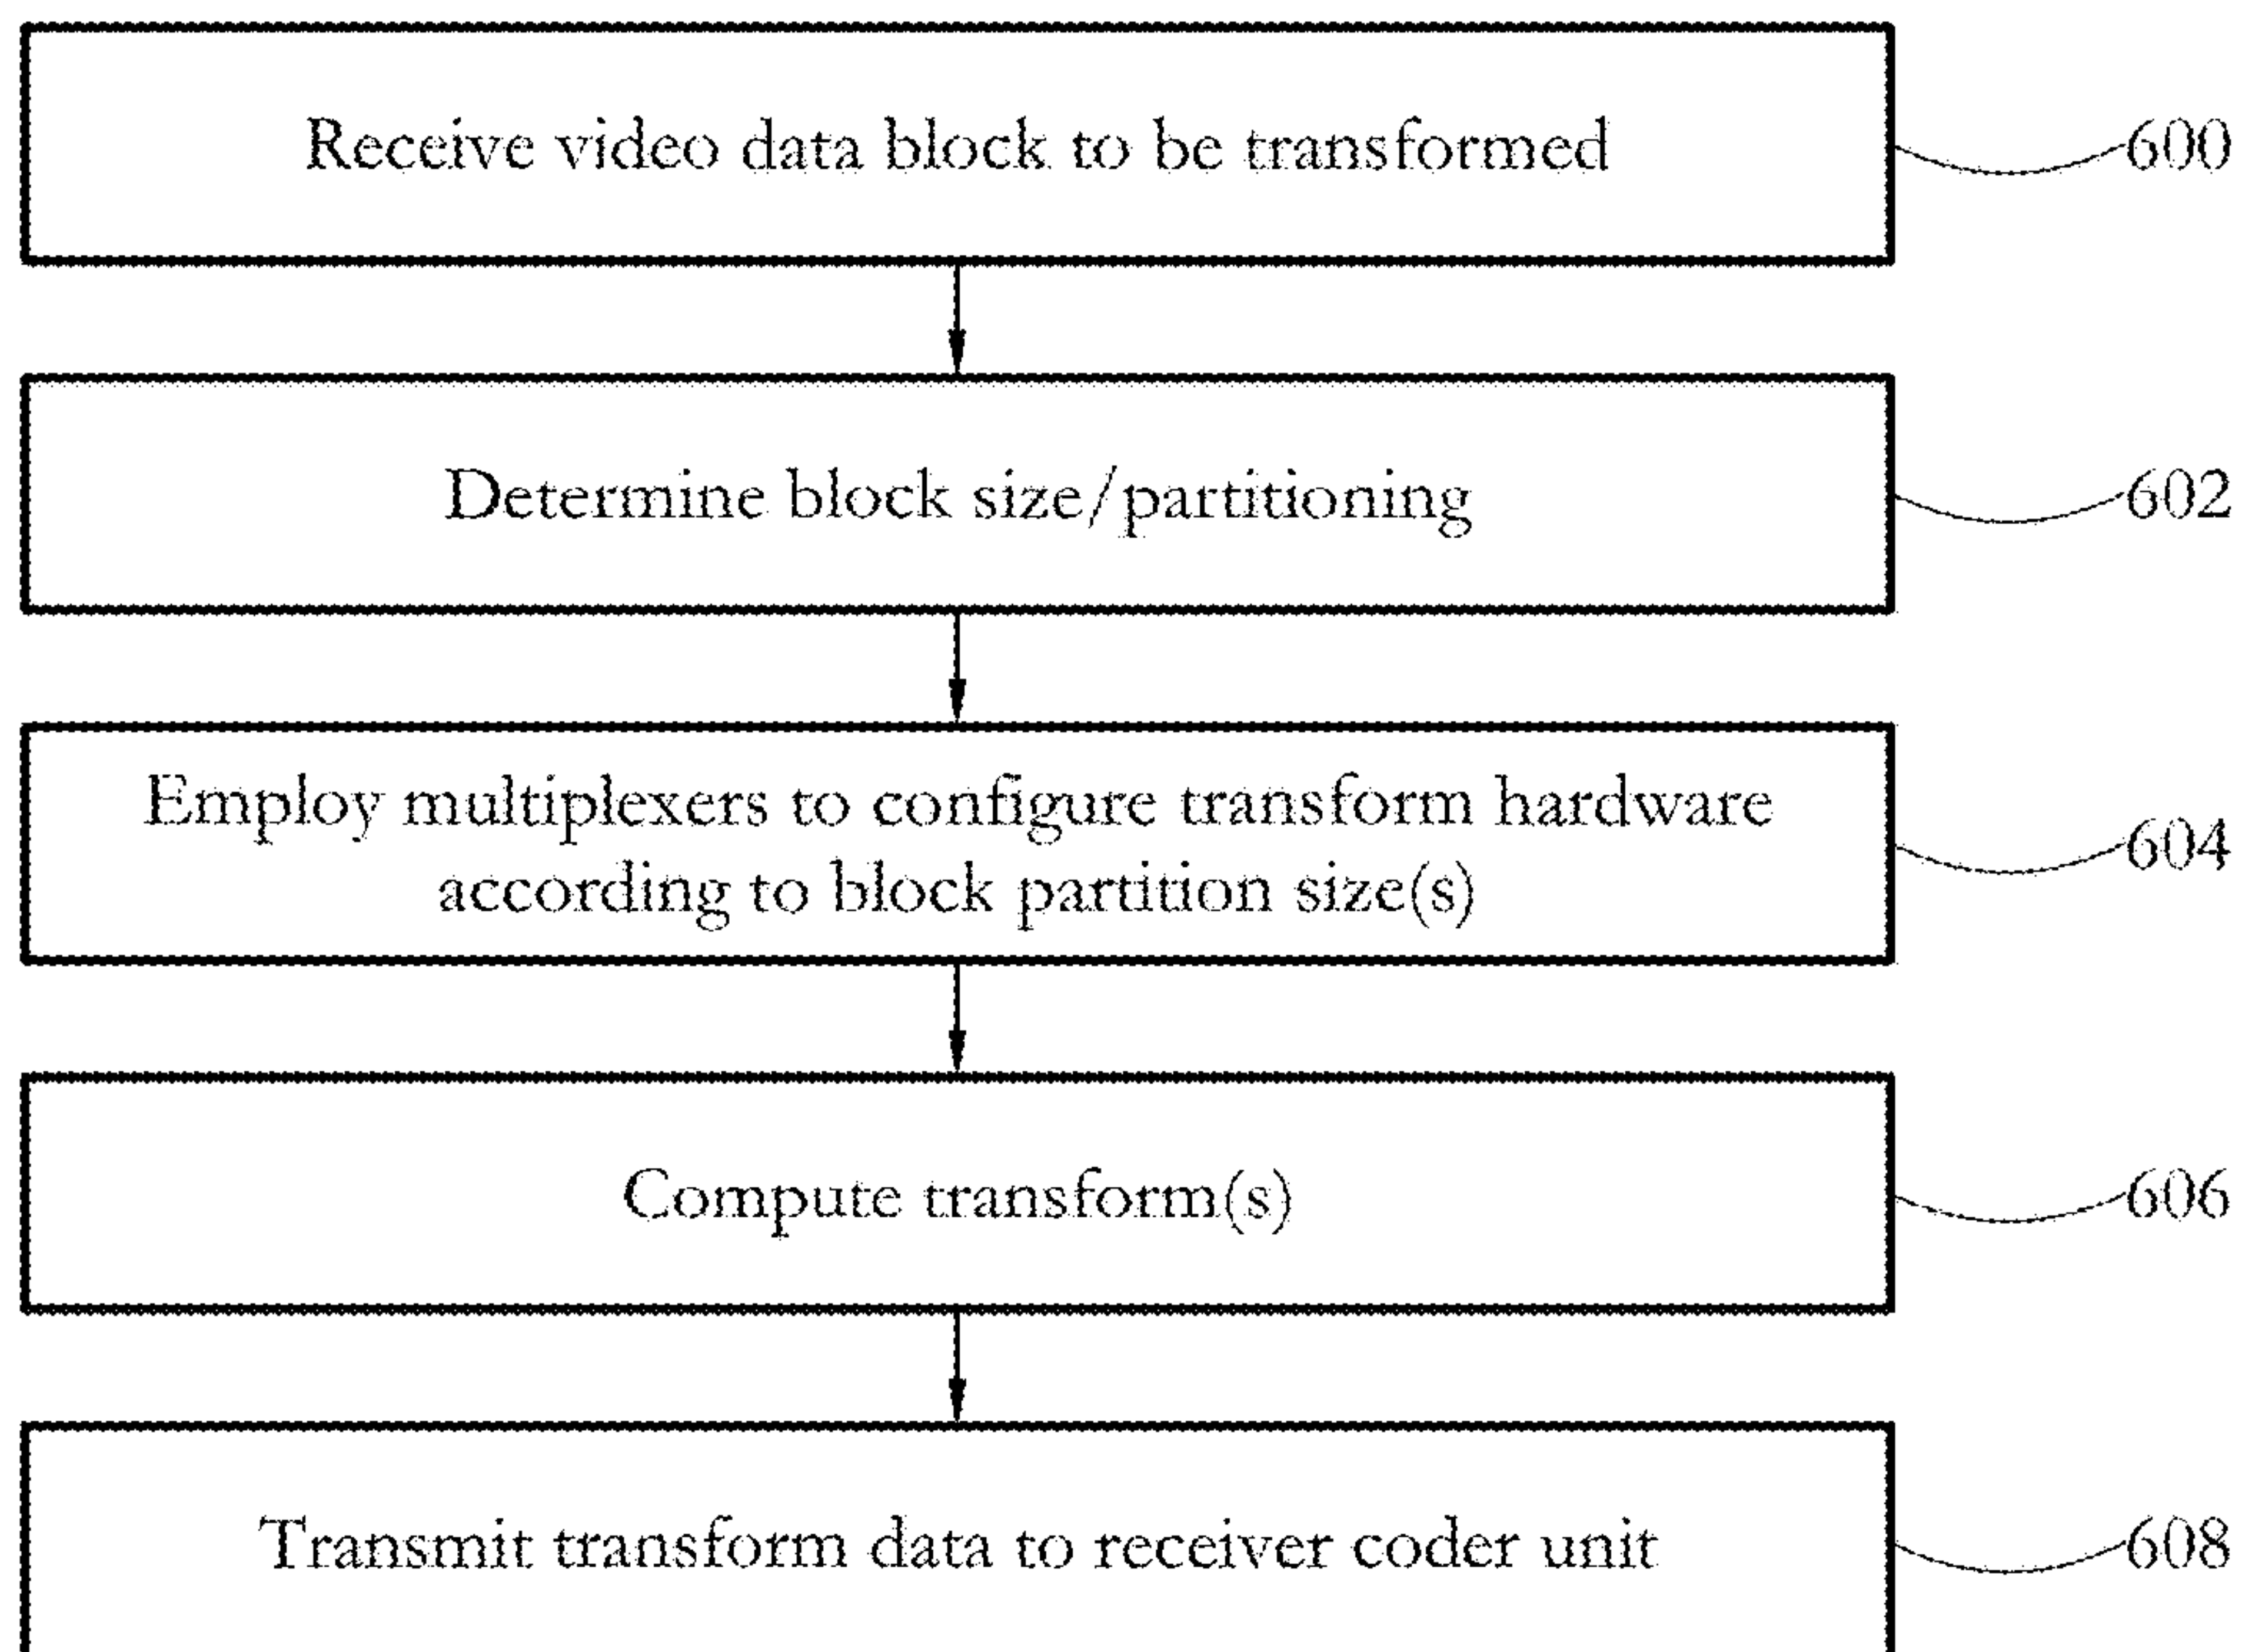 Receive video data block to be transformed
600
Determine block size/partitioning
602
Employ multiplexers to configure transform hardware
according to block partition size(s)
604
Compute transform(s)
606
Transmit transform data to receiver coder unit
608